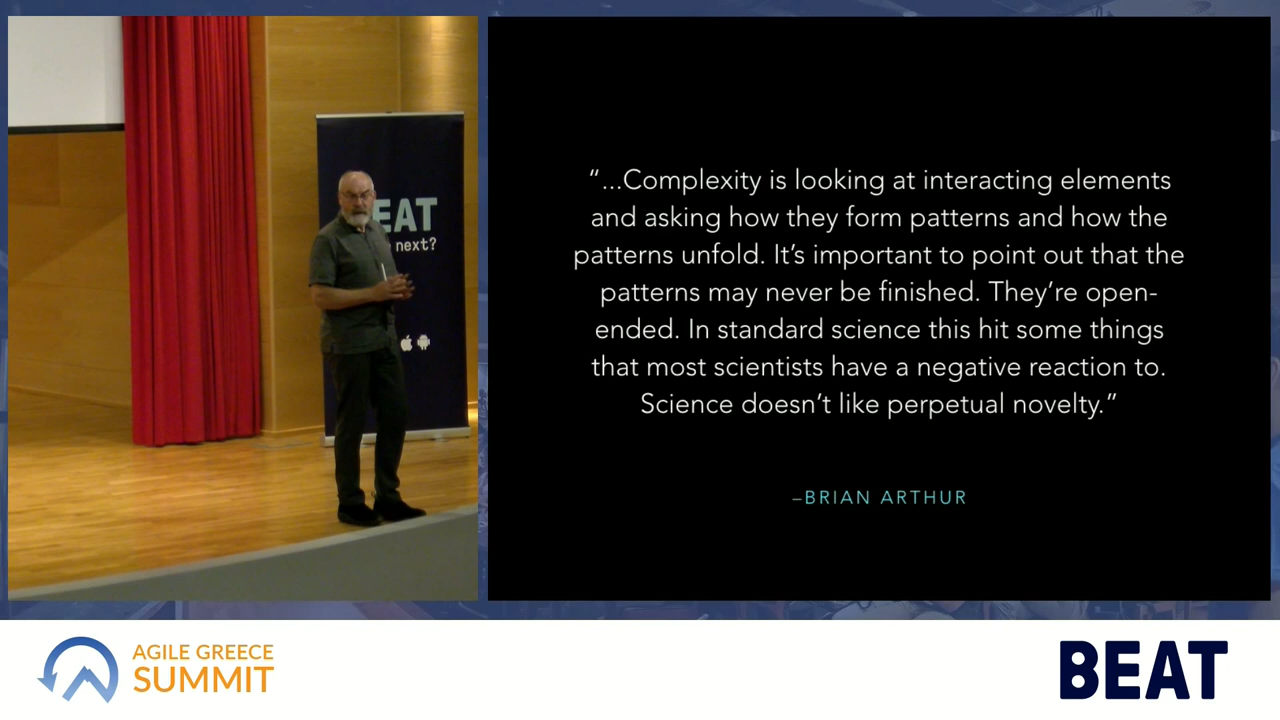 EAT
next?
“...Complexity is looking at interacting elements
and asking how they form patterns and how the
patterns unfold. It’s important to point out that the
patterns may never be finished. They’re open-
ended. In standard science this hit some things
that most scientists have a negative reaction to.
Science doesn’t like perpetual novelty.”
–BRIAN ARTHUR
AGILE GREECE
SUMMIT
BEAT